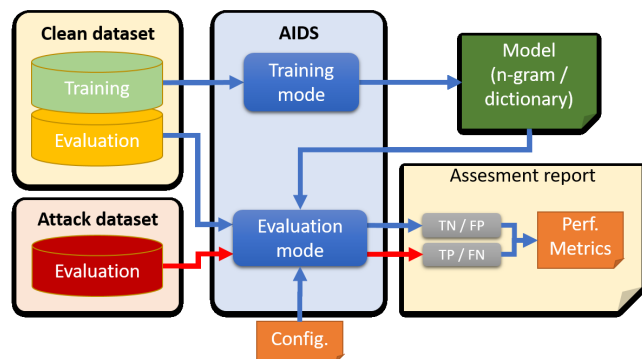 Clean dataset
Training
Evaluation
Attack dataset
Evaluation
AIDS
Training
mode
Evaluation
mode
Config.
Model
(n-gram /
dictionary)
Assesment report
TN / FP
TP / FN
Perf.
Metrics